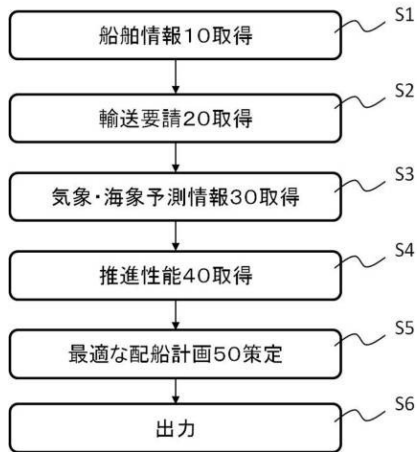 船舶情報10取得
S1
輸送要請20取得
S2
気象・海象予測情報30取得
S3
推進性能40取得
S4
最適な配船計画50策定
S5
出力
S6